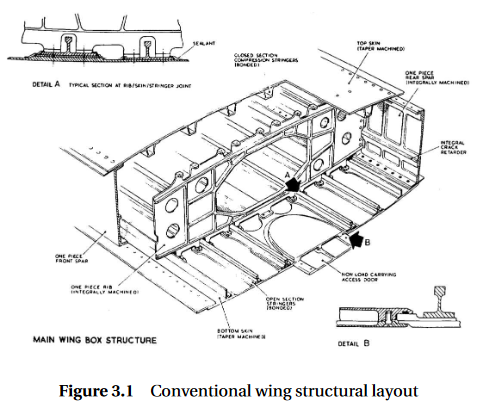 SEALANT
DETAIL A TYPICAL SECTION AT RIB/SKIN/STRINGER JOINT
CLOSED SECTION
COMPRESSION STRINGERS
(BONDED)
TOP SKIN
(TAPER MACHINED)
ONE PIECE
REAR SPAR
(INTEGRALLY MACHINED)
INTEGRAL
CRACK
RETARDER
A
B
ONE PIECE
FRONT SPAR
ONE PIECE RIB
(INTEGRALLY MACHINED)
NON LOAD CARRYING
ACCESS DOOR
OPEN SECTION
STRINGERS
(BONDED)
BOTTOM SKIN
(TAPER MACHINED)
MAIN WING BOX STRUCTURE
DETAIL B
Figure 3.1 Conventional wing structural layout